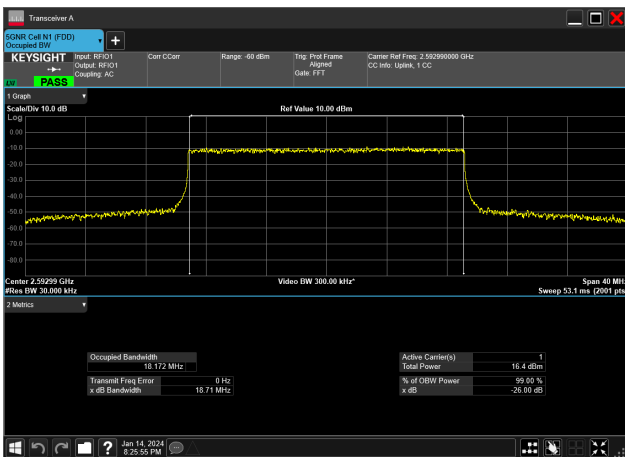 Transceiver A
5GNR Cell N1 (FDD)
Occupied BW
KEYSIGHT
Input: RFIO1
Output: RFIO1
Coupling: AC
Corr CCorr
Range: -60 dBm
Trig: Prot Frame
Aligned
Gate: FFT
Carrier Ref Freq: 2.592990000 GHz
CC Info: Uplink, 1 CC
PASS
1 Graph
Scale/Div 10.0 dB
Ref Value 10.00 dBm
Log
0.00
-10.0
-20.0
-30.0
-40.0
-50.0
-60.0
-70.0
-80.0
Center 2.59299 GHz
Video BW 300.00 kHz*
Span 40 MHz
#Res BW 30.000 kHz
Sweep 53.1 ms (2001 pts
2 Metrics
Occupied Bandwidth
18.172 MHz
Active Carrier(s) 1
Total Power 16.4 dBm
Transmit Freq Error 0 Hz
x dB Bandwidth 18.71 MHz
% of OBW Power 99.00 %
x dB -26.00 dB
Jan 14, 2024
8:25:55 PM